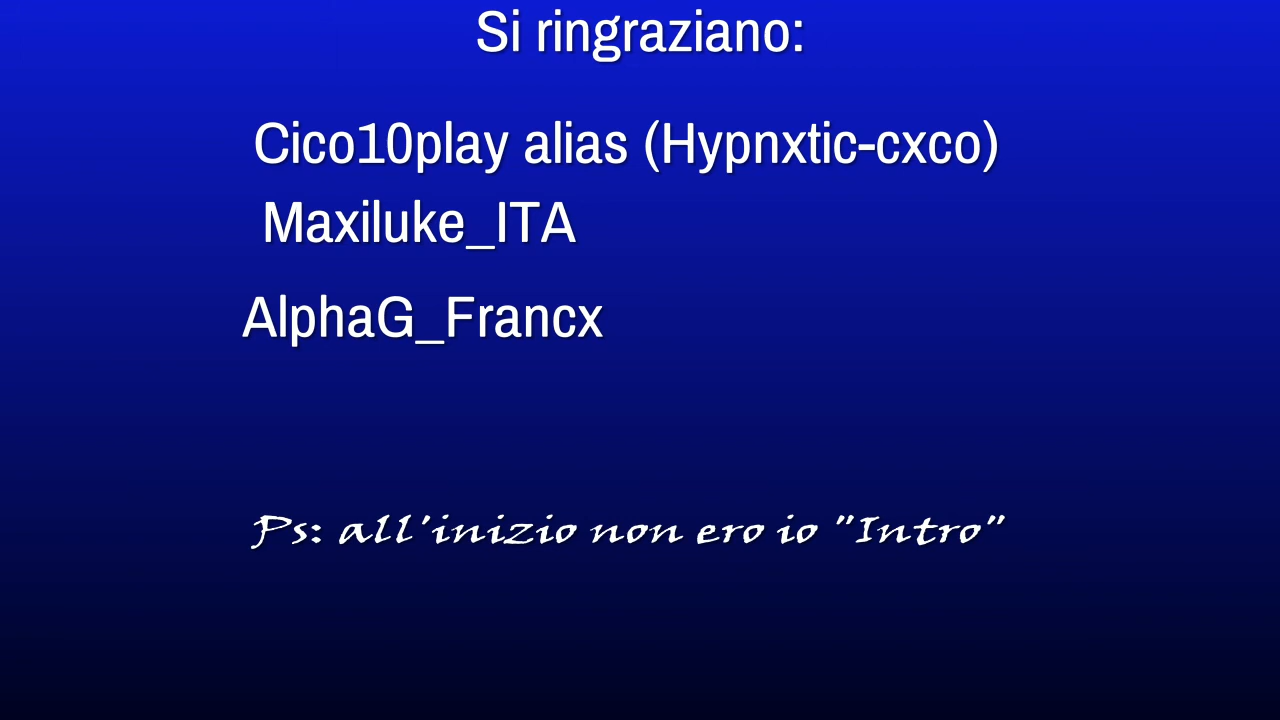 Si ringraziano:
Cico10play alias (Hypnxtic-cxco)
Maxiluke_ITA
AlphaG_Francx
Ps: all'inizio non ero io "Intro"